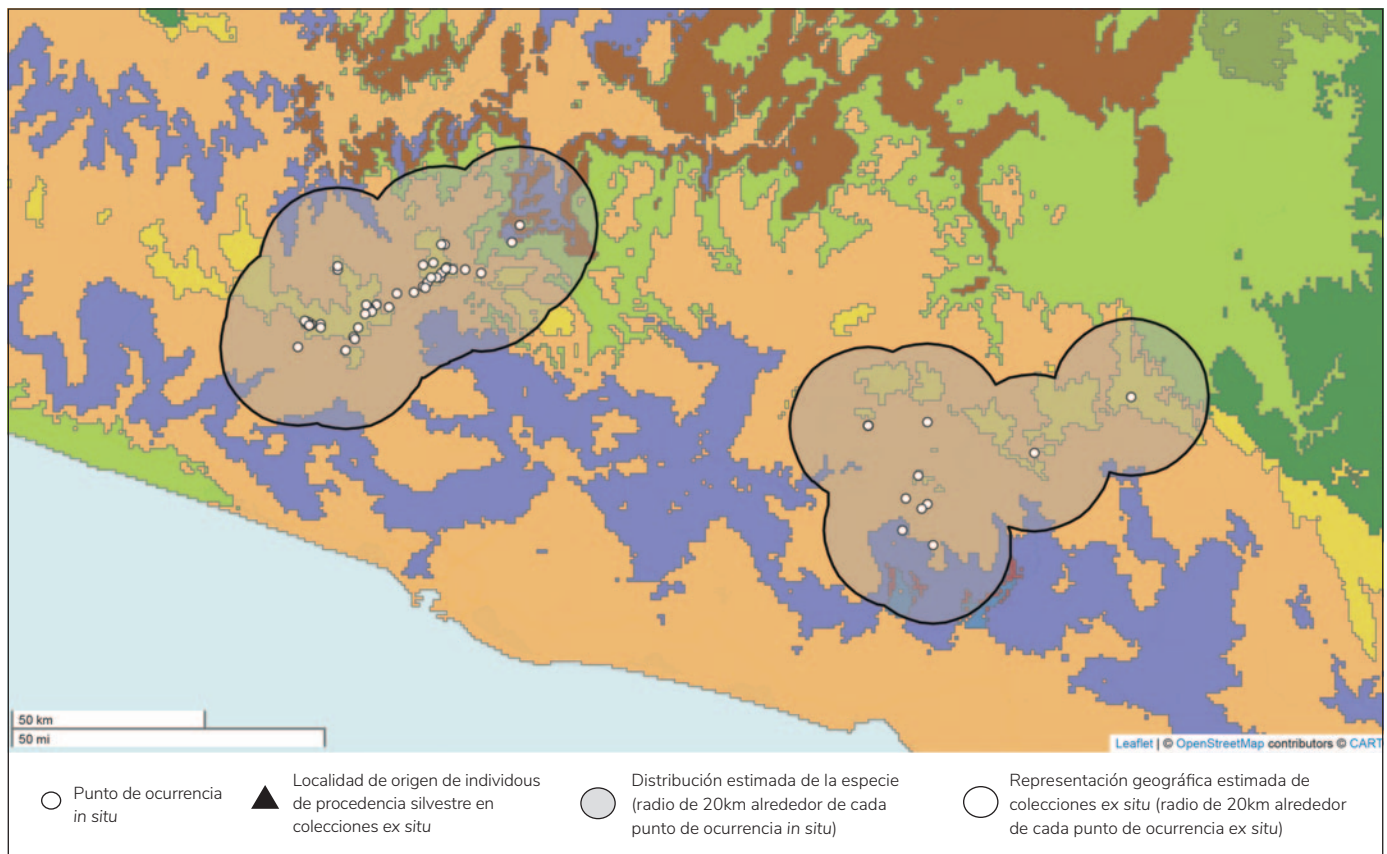 50 km
50 mi
Leaflet | © OpenStreetMap contributors © CART
Punto de ocurrencia
in situ
Localidad de origen de individous
de procedencia silvestre en
colecciones ex situ
Distribución estimada de la especie
(radio de 20km alrededor de cada
punto de ocurrencia in situ)
Representación geográfica estimada de
colecciones ex situ (radio de 20km alrededor
de cada punto de ocurrencia ex situ)